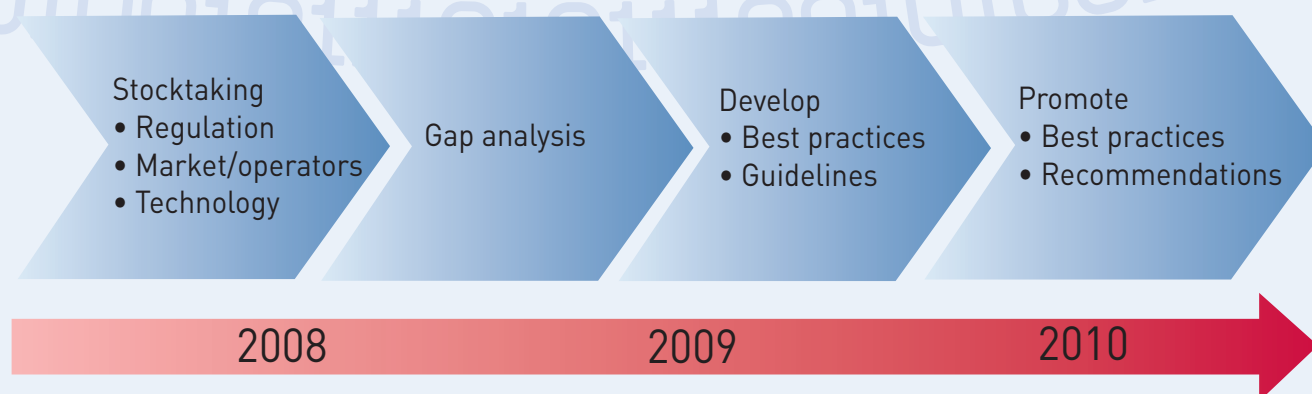 Stocktaking
• Regulation
• Market/operators
• Technology
Gap analysis
Develop
• Best practices
• Guidelines
Promote
• Best practices
• Recommendations
2008
2009
2010